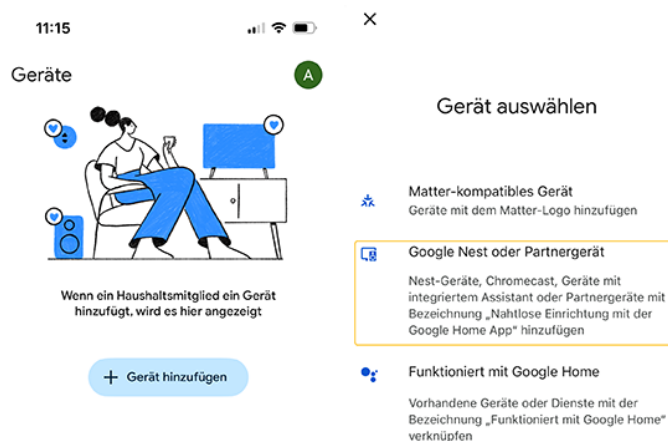 11:15
Geräte
A
Wenn ein Haushaltsmitglied ein Gerät
hinzufügt, wird es hier angezeigt
+ Gerät hinzufügen
Gerät auswählen
Matter-kompatibles Gerät
Geräte mit dem Matter-Logo hinzufügen
Google Nest oder Partnergerät
Nest-Geräte, Chromecast, Geräte mit
integriertem Assistant oder Partnergeräte mit
Bezeichnung „Nahtlose Einrichtung mit der
Google Home App" hinzufügen
Funktioniert mit Google Home
Vorhandene Geräte oder Dienste mit der
Bezeichnung „Funktioniert mit Google Home"
verknüpfen